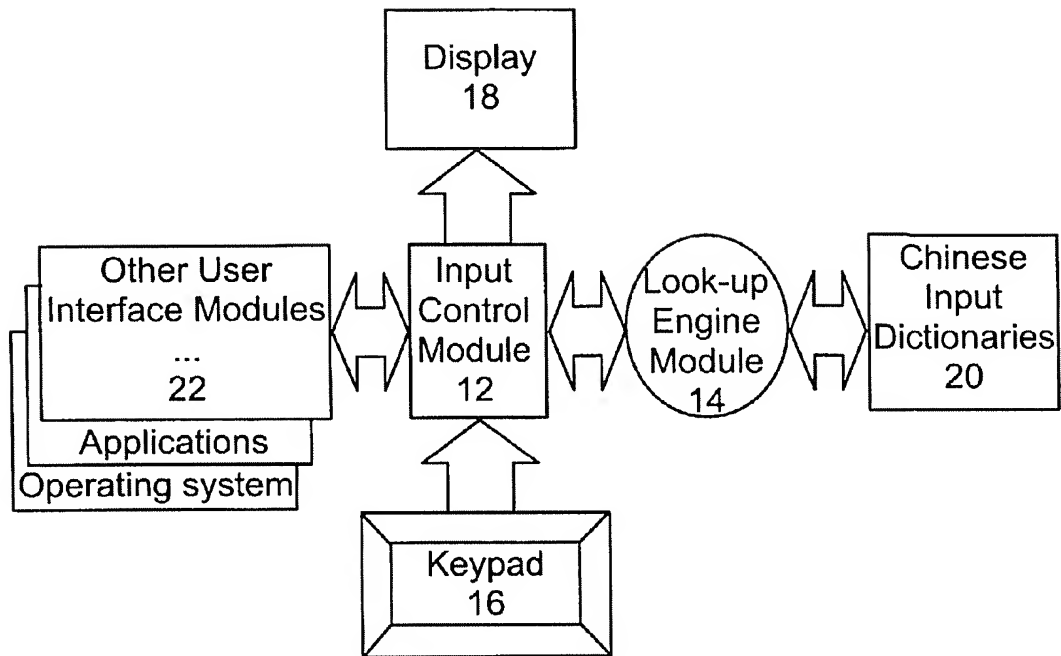 Display
18
Other User
Interface Modules
...
22
Applications
Operating system
Input
Control
Module
12
Look-up
Engine
Module
14
Chinese
Input
Dictionaries
20
Keypad
16